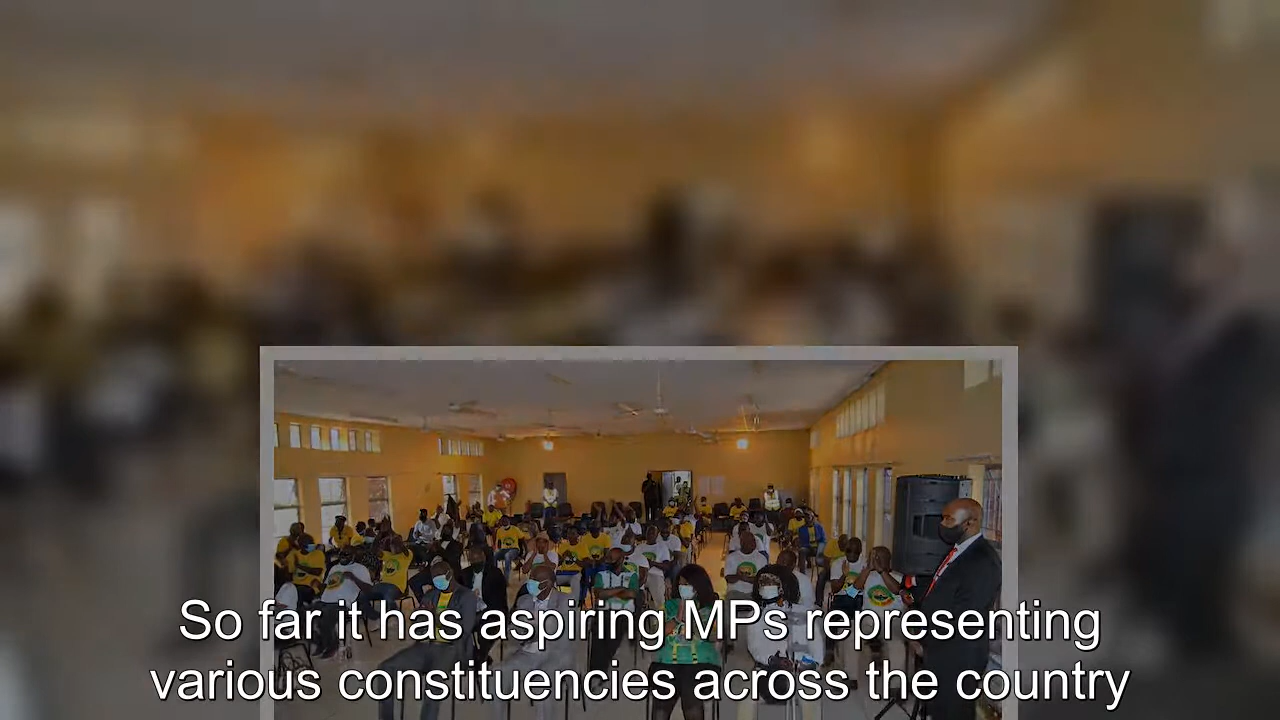 So far it has aspiring MPs representing
various constituencies across the country